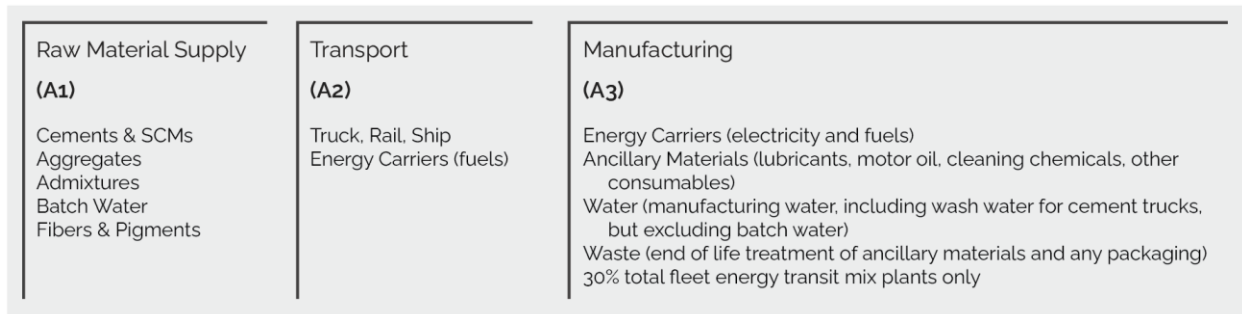 Raw Material Supply
(A1)
Cements & SCMs
Aggregates
Admixtures
Batch Water
Fibers & Pigments
Transport
(A2)
Truck, Rail, Ship
Energy Carriers (fuels)
Manufacturing
(A3)
Energy Carriers (electricity and fuels)
Ancillary Materials (lubricants, motor oil, cleaning chemicals, other
consumables)
Water (manufacturing water, including wash water for cement trucks,
but excluding batch water)
Waste (end of life treatment of ancillary materials and any packaging)
30% total fleet energy transit mix plants only